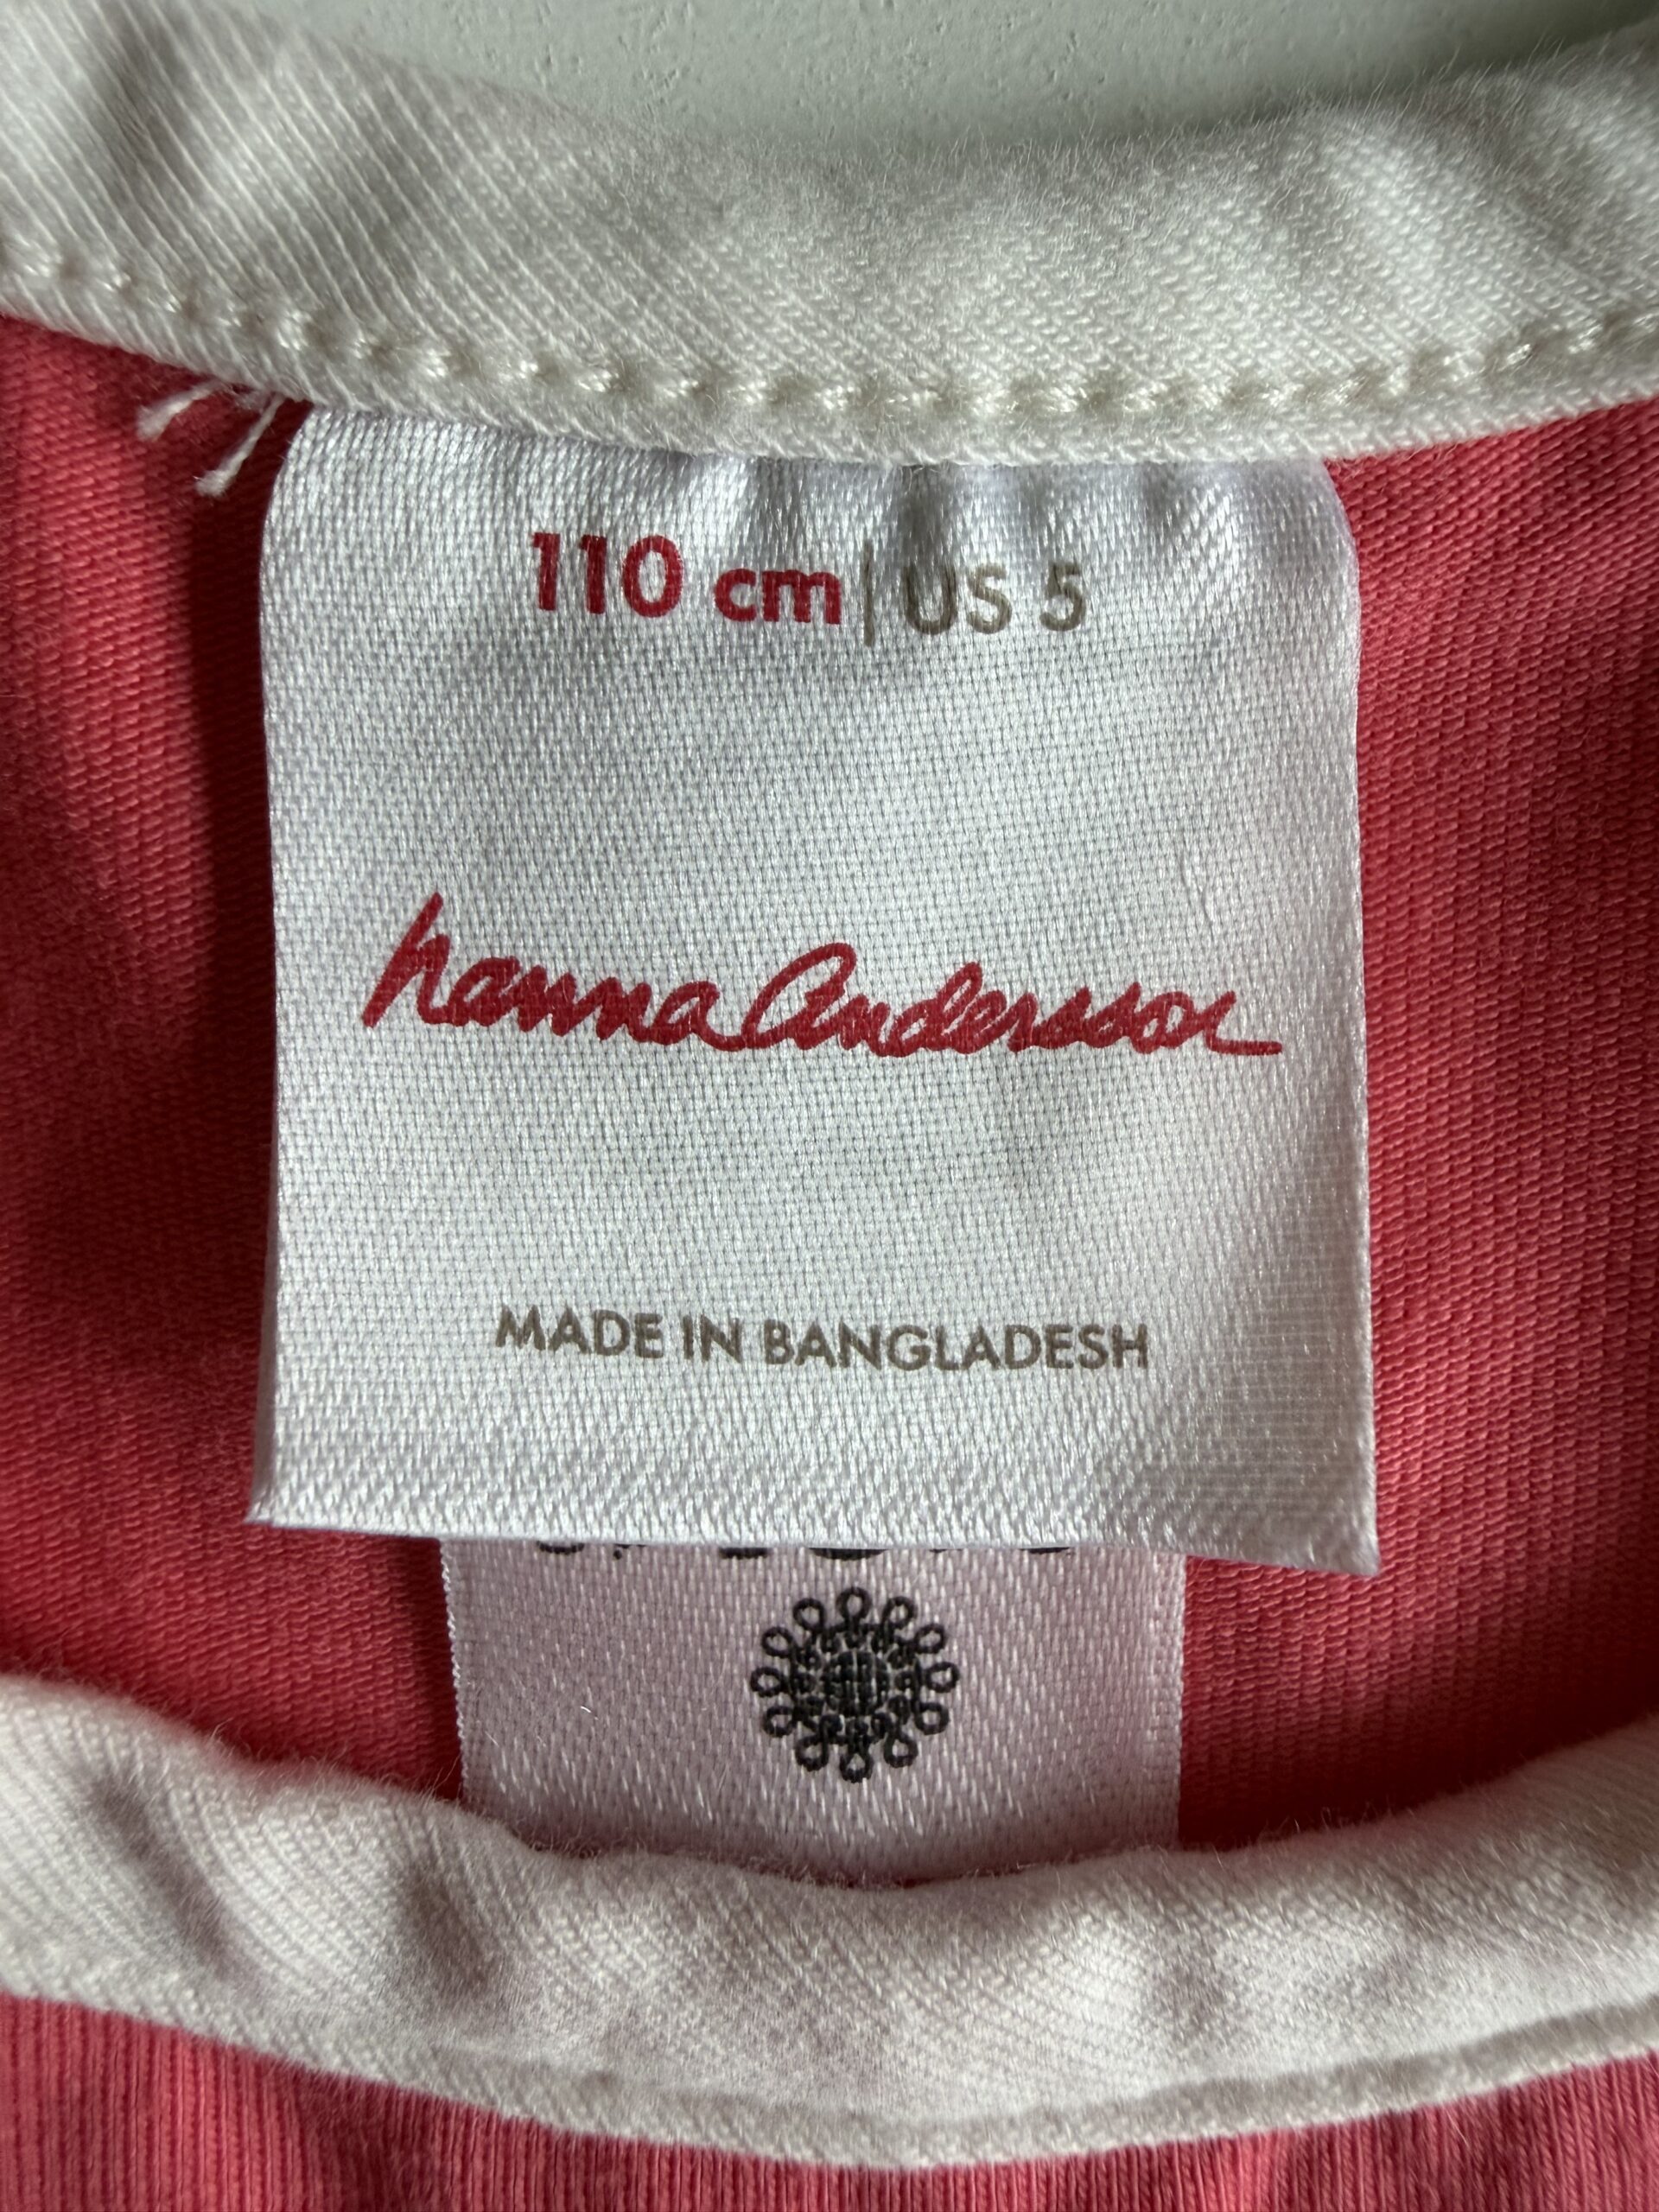 110 cm | US 5
hanna andersson
MADE IN BANGLADESH